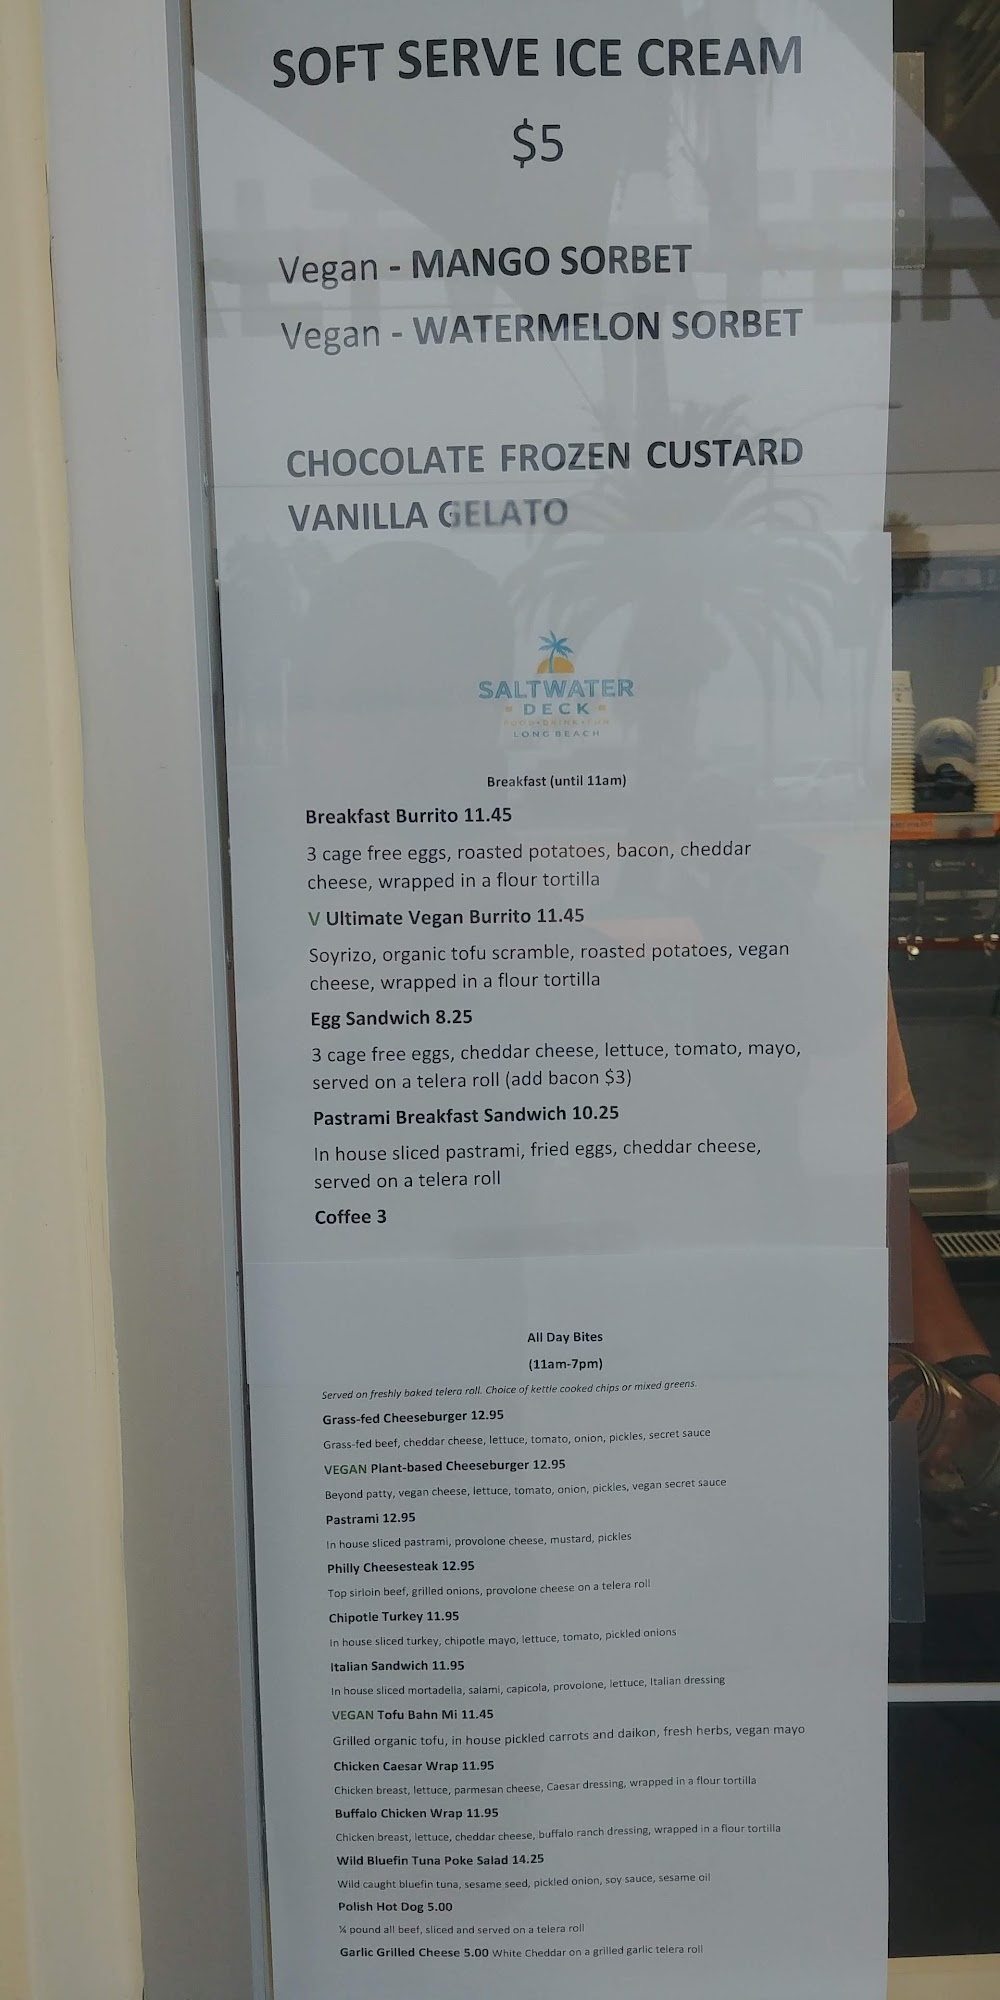 SOFT SERVE ICE CREAM
$5
Vegan - MANGO SORBET
Vegan - WATERMELON SORBET
CHOCOLATE FROZEN CUSTARD
VANILLA GELATO
SALTWATER
DECK
FOOD•DRINK•FUN
LONG BEACH
Breakfast (until 11am)
Breakfast Burrito 11.45
3 cage free eggs, roasted potatoes, bacon, cheddar
cheese, wrapped in a flour tortilla
V Ultimate Vegan Burrito 11.45
Soyrizo, organic tofu scramble, roasted potatoes, vegan
cheese, wrapped in a flour tortilla
Egg Sandwich 8.25
3 cage free eggs, cheddar cheese, lettuce, tomato, mayo,
served on a telera roll (add bacon $3)
Pastrami Breakfast Sandwich 10.25
In house sliced pastrami, fried eggs, cheddar cheese,
served on a telera roll
Coffee 3
All Day Bites
(11am-7pm)
Served on freshly baked telera roll. Choice of kettle cooked chips or mixed greens.
Grass-fed Cheeseburger 12.95
Grass-fed beef, cheddar cheese, lettuce, tomato, onion, pickles, secret sauce
VEGAN Plant-based Cheeseburger 12.95
Beyond patty, vegan cheese, lettuce, tomato, onion, pickles, vegan secret sauce
Pastrami 12.95
In house sliced pastrami, provolone cheese, mustard, pickles
Philly Cheesesteak 12.95
Top sirloin beef, grilled onions, provolone cheese on a telera roll
Chipotle Turkey 11.95
In house sliced turkey, chipotle mayo, lettuce, tomato, pickled onions
Italian Sandwich 11.95
In house sliced mortadella, salami, capicola, provolone, lettuce, Italian dressing
VEGAN Tofu Bahn Mi 11.45
Grilled organic tofu, in house pickled carrots and daikon, fresh herbs, vegan mayo
Chicken Caesar Wrap 11.95
Chicken breast, lettuce, parmesan cheese, Caesar dressing, wrapped in a flour tortilla
Buffalo Chicken Wrap 11.95
Chicken breast, lettuce, cheddar cheese, buffalo ranch dressing, wrapped in a flour tortilla
Wild Bluefin Tuna Poke Salad 14.25
Wild caught bluefin tuna, sesame seed, pickled onion, soy sauce, sesame oil
Polish Hot Dog 5.00
¼ pound all beef, sliced and served on a telera roll
Garlic Grilled Cheese 5.00 White Cheddar on a grilled garlic telera roll